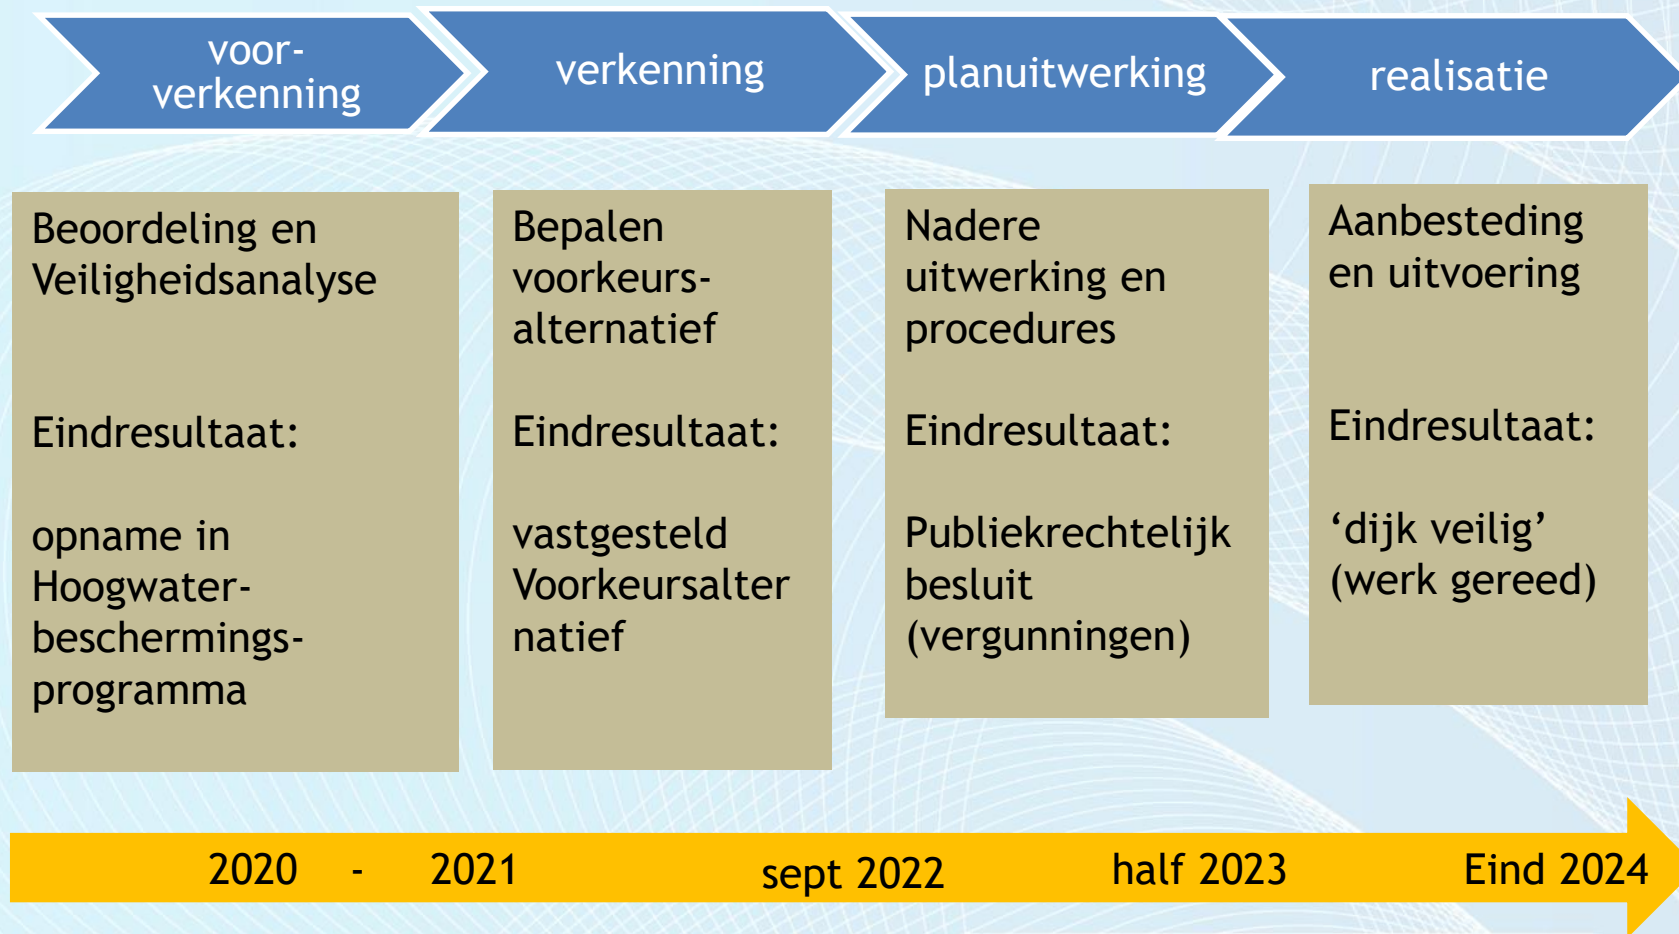 voor-
verkenning
verkenning
planuitwerking
realisatie
Beoordeling en
Veiligheidsanalyse
Eindresultaat:
opname in
Hoogwater-
beschermings-
programma
Bepalen
voorkeurs-
alternatief
Eindresultaat:
vastgesteld
Voorkeursalter
natief
Nadere
uitwerking en
procedures
Eindresultaat:
Publiekrechtelijk
besluit
(vergunningen)
Aanbesteding
en uitvoering
Eindresultaat:
‘dijk veilig’
(werk gereed)
2020 - 2021 sept 2022 half 2023 Eind 2024